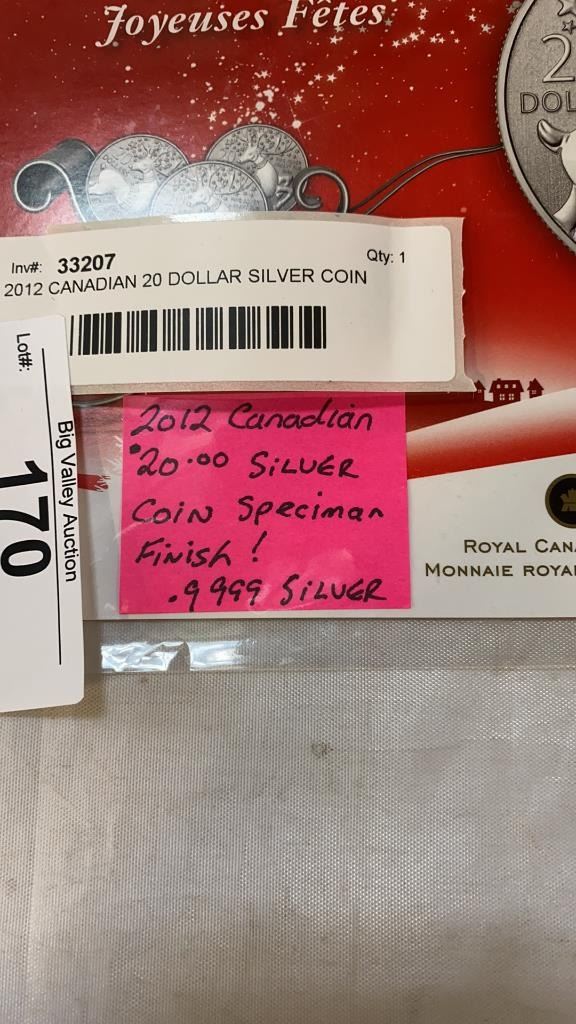 Joyeuses Fêtes
2
DOL
Inv#: 33207
Qty: 1
2012 CANADIAN 20 DOLLAR SILVER COIN
Lot#:
170
Big Valley Auction
2012 Canadian
$20.00 SILVER
COIN Speciman
FINISH!
.9999 SILVER
ROYAL CANA
MONNAIE ROYA